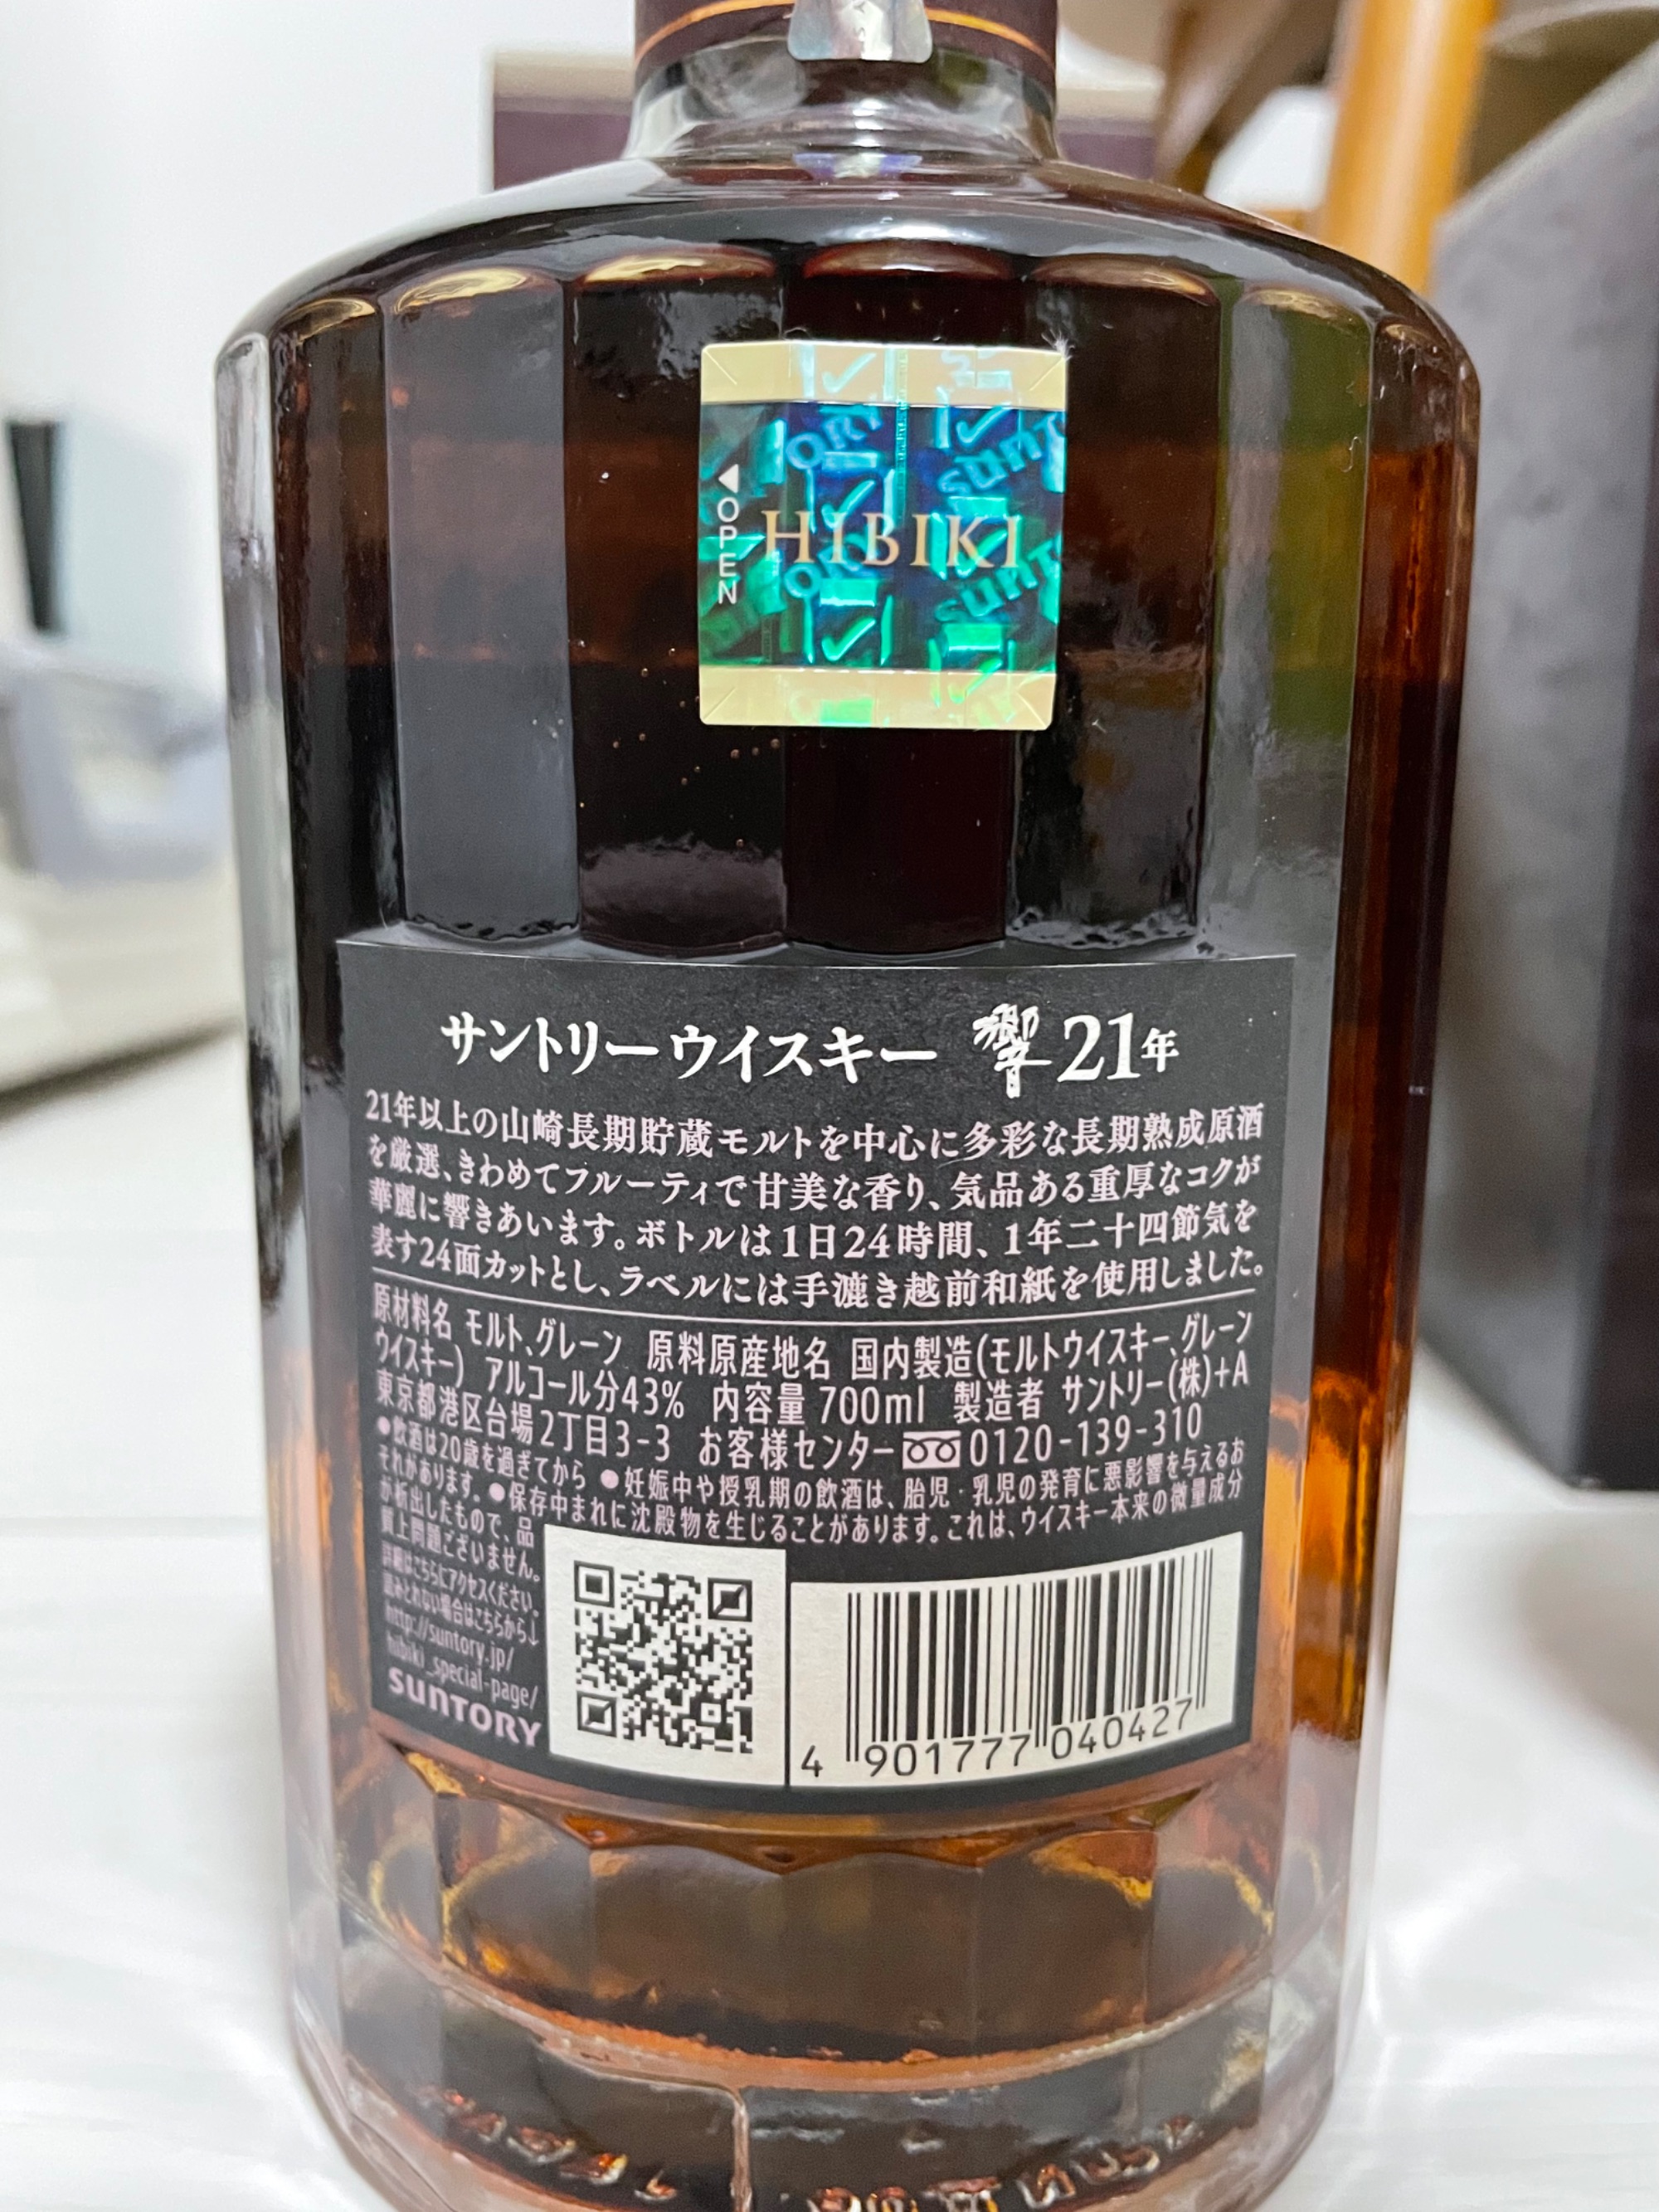 OPEN
HIBIKI
サントリーウイスキー 響 21年
21年以上の山崎長期貯蔵モルトを中心に多彩な長期熟成原酒
を厳選、きわめてフルーティで甘美な香り、気品ある重厚なコクが
華麗に響きあいます。ボトルは1日24時間、1年二十四節気を
表す24面カットとし、ラベルには手漉き越前和紙を使用しました。
原材料名 モルト、グレーン 原料原産地名 国内製造(モルトウイスキー、グレーン
ウイスキー) アルコール分43% 内容量 700ml 製造者 サントリー(株)+A
東京都港区台場2丁目3-3 お客様センター 0120-139-310
●飲酒は20歳を過ぎてから ●妊娠中や授乳期の飲酒は、胎児・乳児の発育に悪影響を与えるお
それがあります。●保存中まれに沈殿物を生じることがあります。これは、ウイスキー本来の微量成分
が析出したもので、品
質上問題ございません。
詳細はこちらにアクセスください。
読みとれない場合はこちらから↓
http://suntory.jp/
hibiki_special-page/
SUNTORY
4 901777 040427